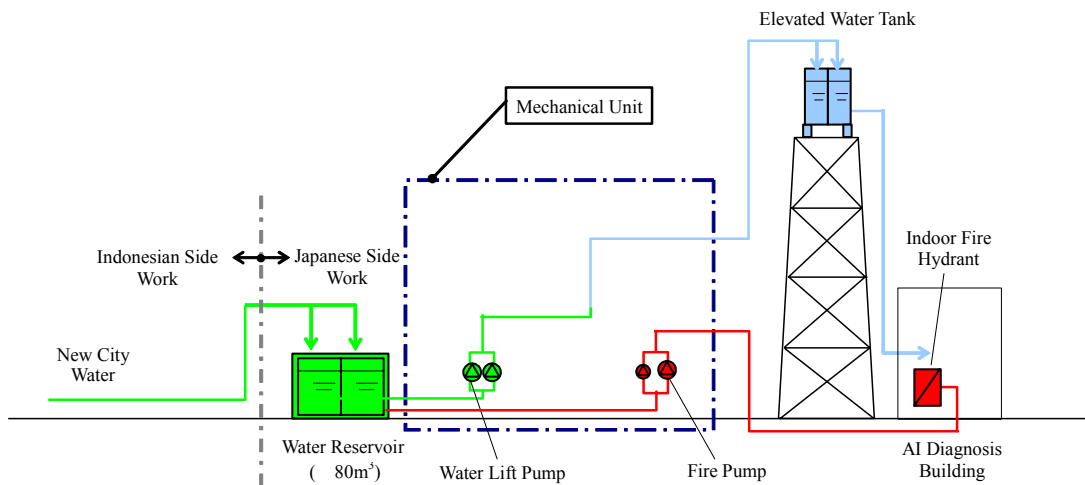 Elevated Water Tank
Mechanical Unit
Indonesian Side
Work
Japanese Side
Work
Indoor Fire
Hydrant
New City
Water
Water Reservoir
( 80m³)
Water Lift Pump
Fire Pump
AI Diagnosis
Building